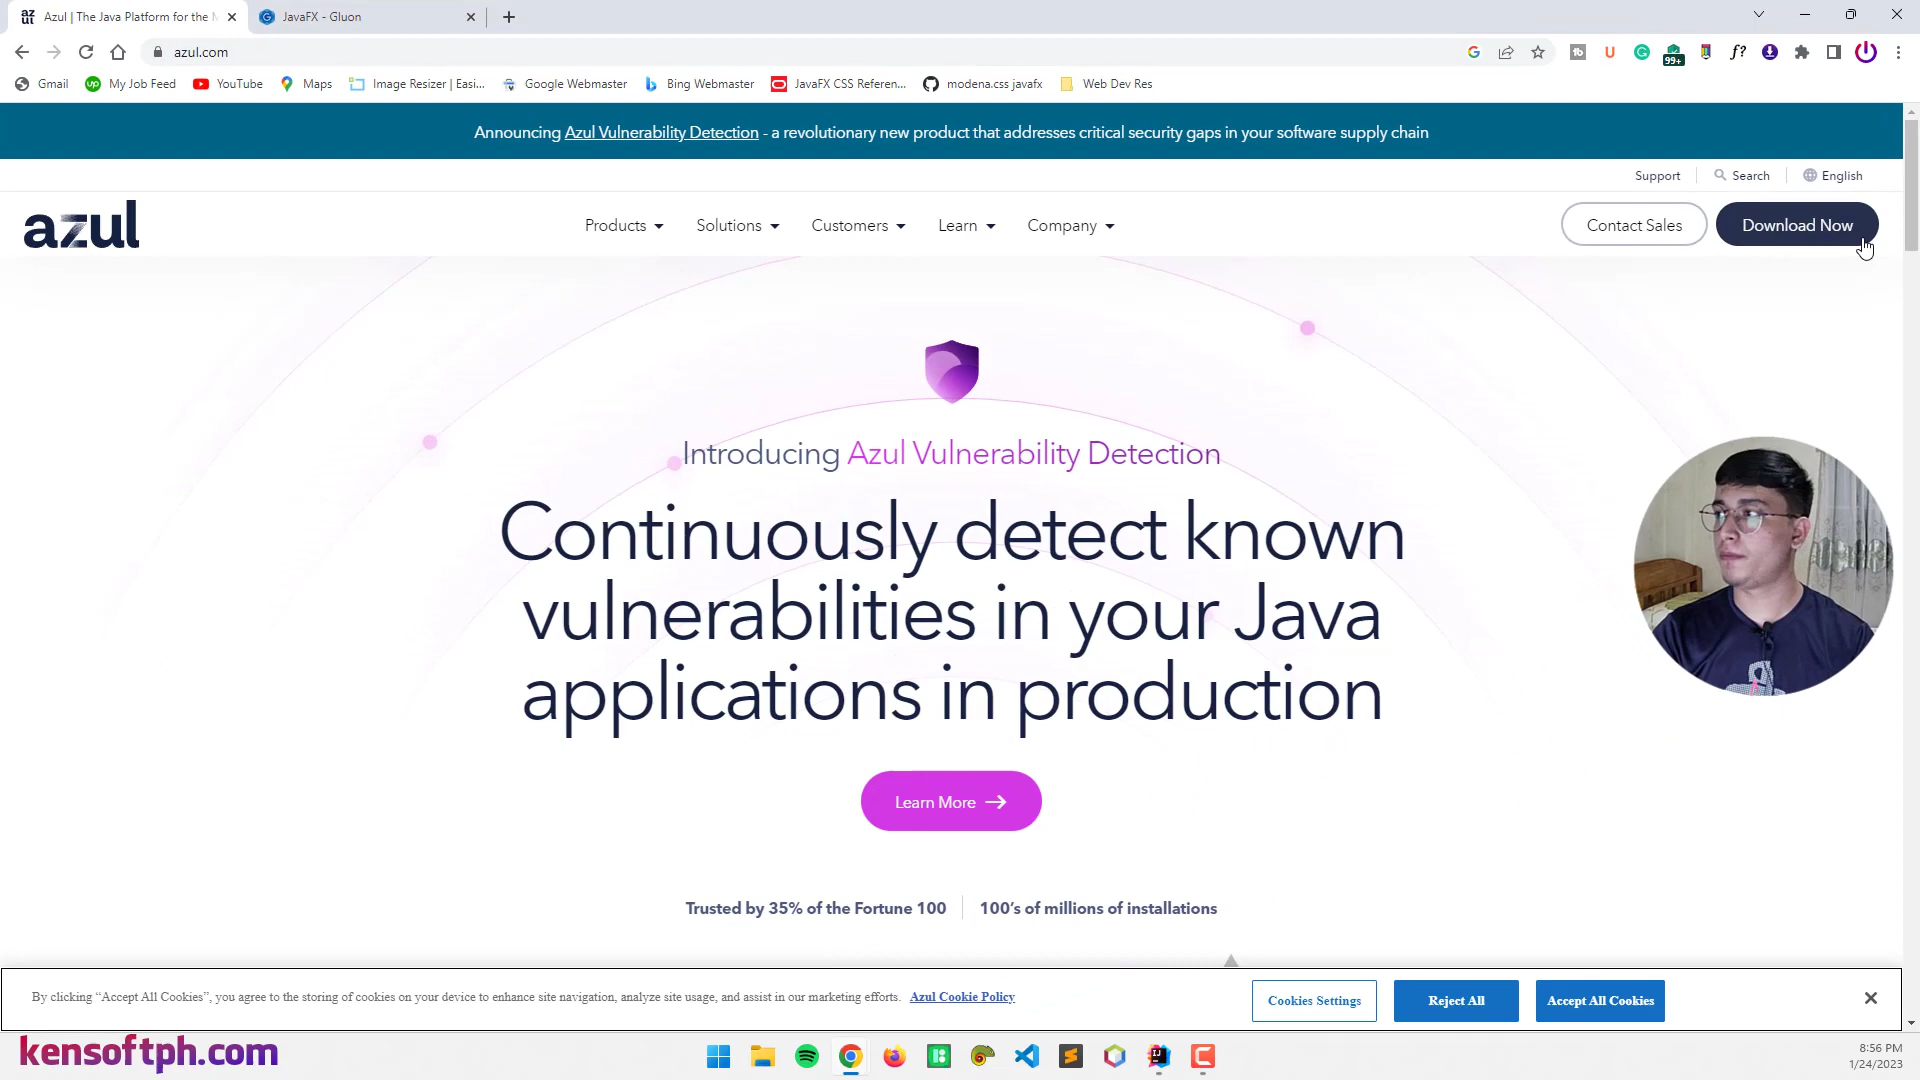 Azul | The Java Platform for the M
JavaFX - Gluon
azul.com
99+
f?
Gmail
My Job Feed
YouTube
Maps
Image Resizer | Easi...
Google Webmaster
Bing Webmaster
JavaFX CSS Referen...
modena.css javafx
Web Dev Res
Announcing Azul Vulnerability Detection - a revolutionary new product that addresses critical security gaps in your software supply chain
Support
Search
English
azul
Products
Solutions
Customers
Learn
Company
Contact Sales
Download Now
Introducing Azul Vulnerability Detection
Continuously detect known
vulnerabilities in your Java
applications in production
Learn More →
Trusted by 35% of the Fortune 100
100's of millions of installations
By clicking “Accept All Cookies”, you agree to the storing of cookies on your device to enhance site navigation, analyze site usage, and assist in our marketing efforts. Azul Cookie Policy
Cookies Settings
Reject All
Accept All Cookies
kensoftph.com
8:56 PM
1/24/2023